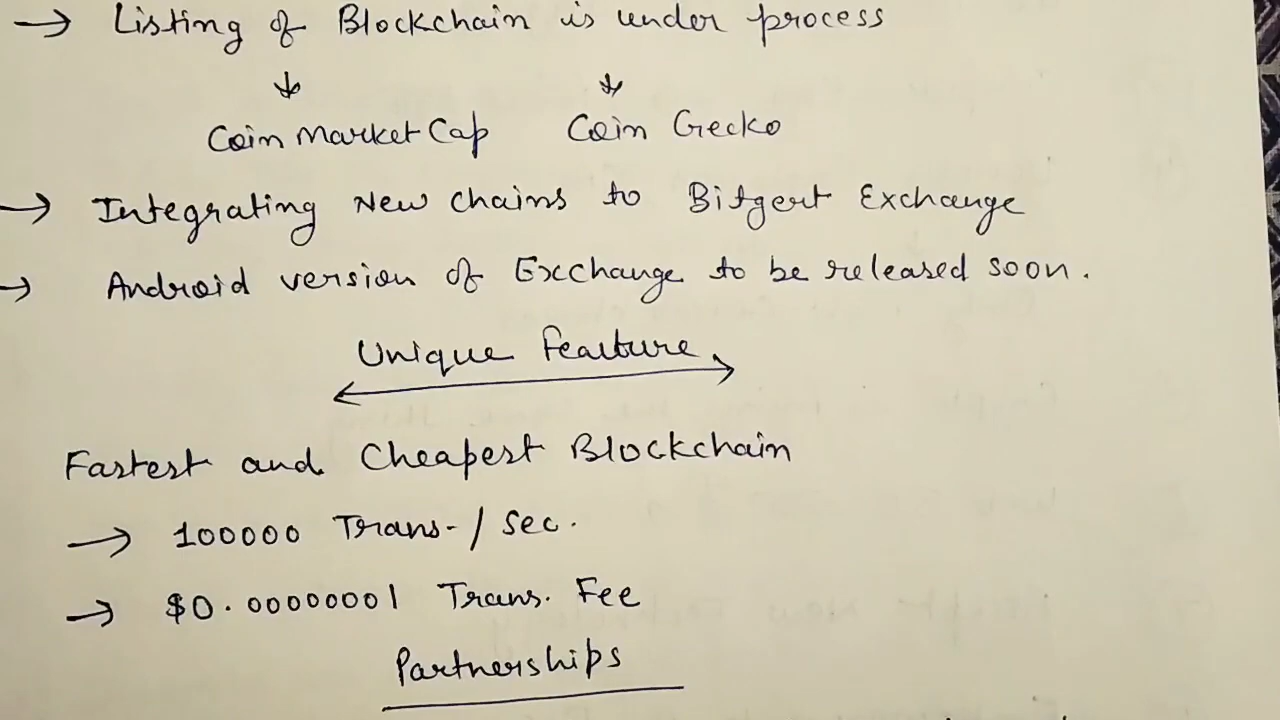 → Listing of Blockchain is under process
↓ ↓
Coin Market Cap Coin Gecko
→ Integrating New Chains to Bitgert Exchange
→ Android version of Exchange to be released soon.
Unique Feature
Fastest and Cheapest Blockchain
→ 100000 Trans-/ Sec.
→ $0.00000001 Trans. Fee
Partnerships